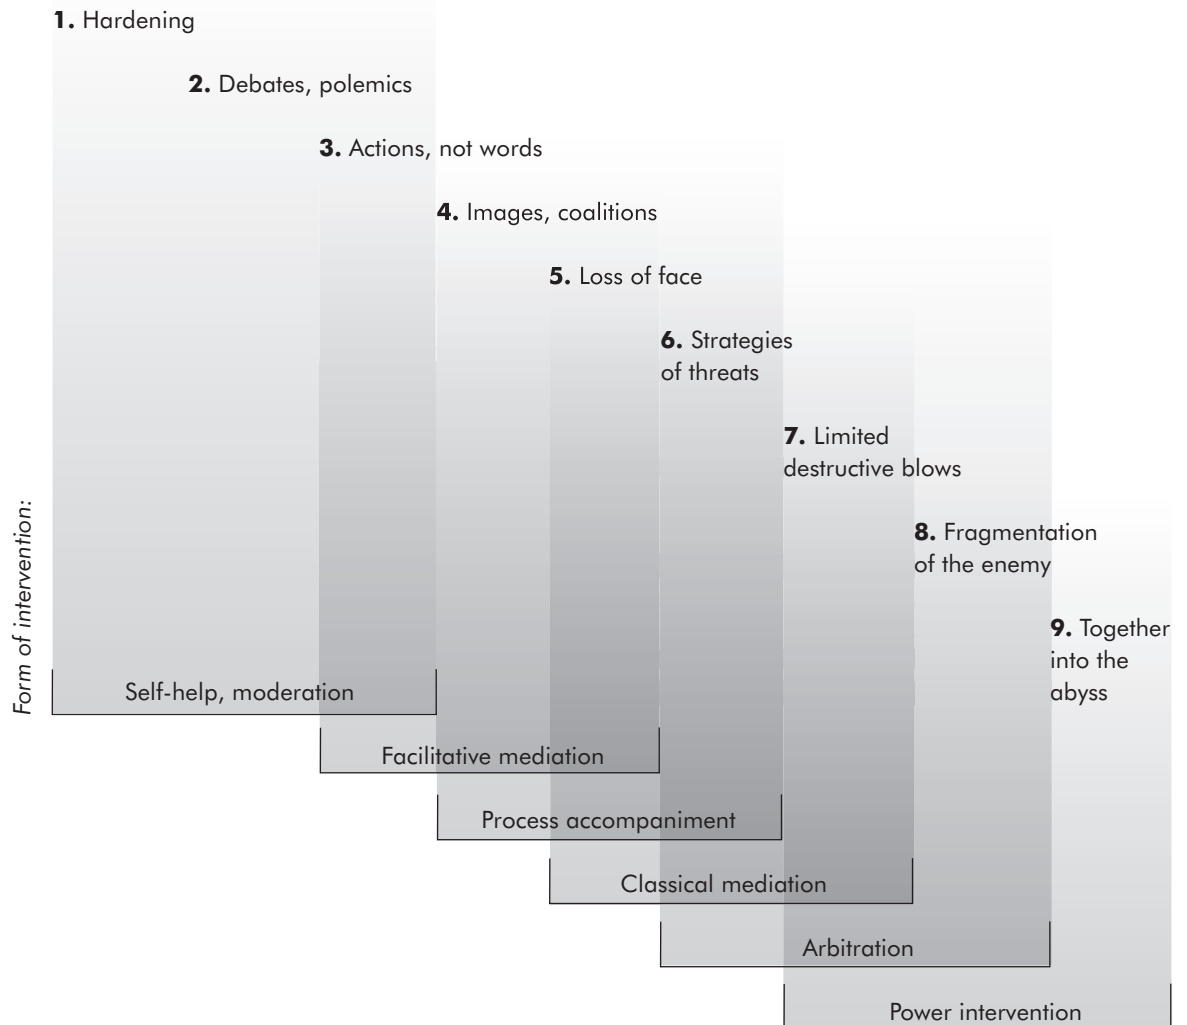 1. Hardening
2. Debates, polemics
3. Actions, not words
4. Images, coalitions
5. Loss of face
6. Strategies
of threats
7. Limited
destructive blows
8. Fragmentation
of the enemy
9. Together
into the
abyss
Form of intervention:
Self-help, moderation
Facilitative mediation
Process accompaniment
Classical mediation
Arbitration
Power intervention